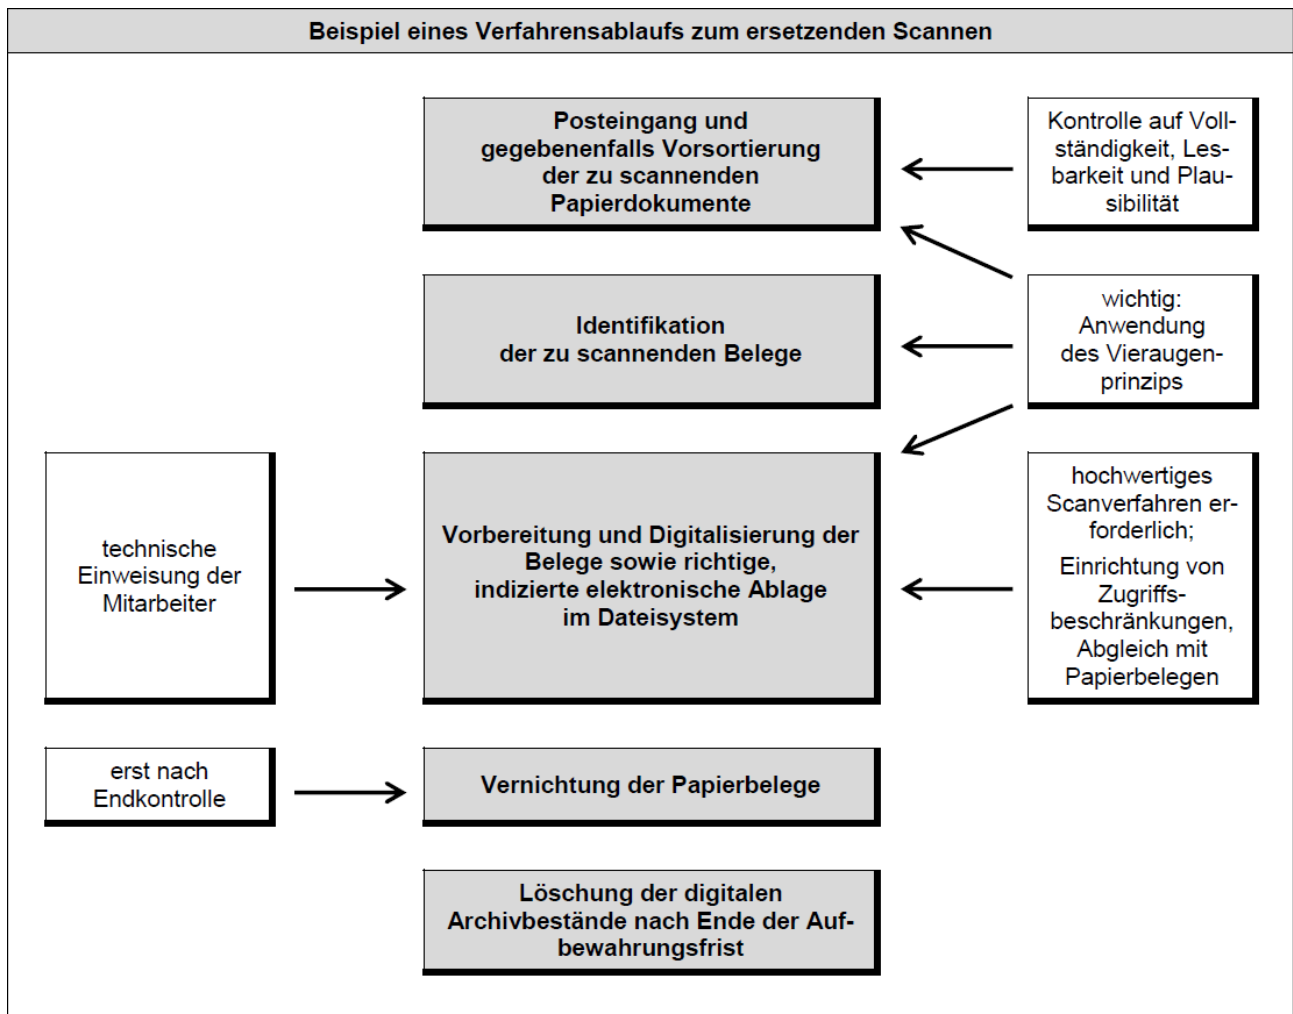 Beispiel eines Verfahrensablaufs zum ersetzenden Scannen
Posteingang und
gegebenenfalls Vorsortierung
der zu scannenden
Papierdokumente
Kontrolle auf Voll-
ständigkeit, Les-
barkeit und Plau-
sibilität
Identifikation
der zu scannenden Belege
wichtig:
Anwendung
des Vieraugen-
prinzips
technische
Einweisung der
Mitarbeiter
Vorbereitung und Digitalisierung der
Belege sowie richtige,
indizierte elektronische Ablage
im Dateisystem
hochwertiges
Scanverfahren er-
forderlich;
Einrichtung von
Zugriffs-
beschränkungen,
Abgleich mit
Papierbelegen
erst nach
Endkontrolle
Vernichtung der Papierbelege
Löschung der digitalen
Archivbestände nach Ende der Auf-
bewahrungsfrist